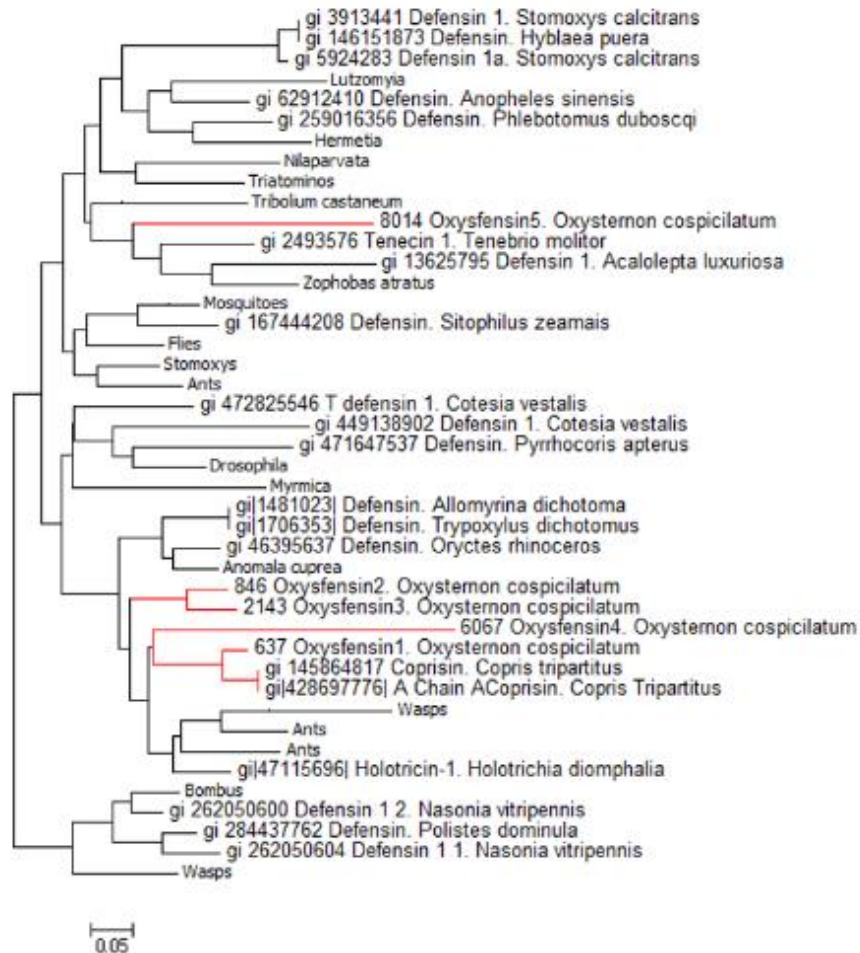 gi 3913441 Defensin 1. Stomoxys calcitrans
gi 146151873 Defensin. Hyblaea puera
gi 5924283 Defensin 1a. Stomoxys calcitrans
Lutzomyia
gi 62912410 Defensin. Anopheles sinensis
gi 259016356 Defensin. Phlebotomus duboscqi
Hermetia
Nilaparvata
Triatominos
Tribolium castaneum
8014 Oxysfensin5. Oxysternon cospicilatum
gi 2493576 Tenecin 1. Tenebrio molitor
gi 13625795 Defensin 1. Acalolepta luxuriosa
Zophobas atratus
Mosquitoes
gi 167444208 Defensin. Sitophilus zeamais
Flies
Stomoxys
Ants
gi 472825546 T defensin 1. Cotesia vestalis
gi 449138902 Defensin 1. Cotesia vestalis
gi 471647537 Defensin. Pyrrhocoris apterus
Drosophila
Myrmica
gi|1481023| Defensin. Allomyrina dichotoma
gi|1706353| Defensin. Trypoxylus dichotomus
gi 46395637 Defensin. Oryctes rhinoceros
Anomala cuprea
846 Oxysfensin2. Oxysternon cospicilatum
2143 Oxysfensin3. Oxysternon cospicilatum
6067 Oxysfensin4. Oxysternon cospicilatum
637 Oxysfensin1. Oxysternon cospicilatum
gi 145864817 Coprisin. Copris tripartitus
gi|428697776| A Chain ACoprisin. Copris Tripartitus
Wasps
Ants
Ants
gi|47115696| Holotricin-1. Holotrichia diomphalia
Bombus
gi 262050600 Defensin 1 2. Nasonia vitripennis
gi 284437762 Defensin. Polistes dominula
gi 262050604 Defensin 1 1. Nasonia vitripennis
Wasps
0.05